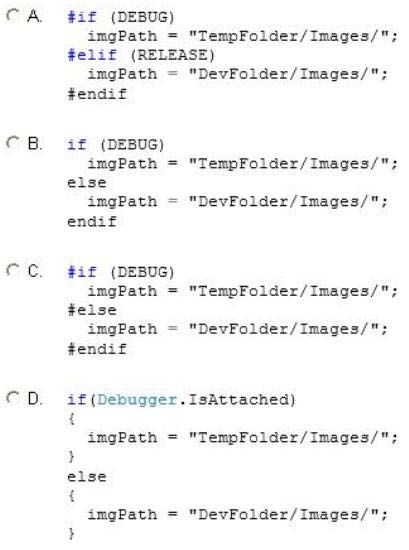 A. #if (DEBUG)
imgPath = "TempFolder/Images/";
#elif (RELEASE)
imgPath = "DevFolder/Images/";
#endif
B. if (DEBUG)
imgPath = "TempFolder/Images/";
else
imgPath = "DevFolder/Images/";
endif
C. #if (DEBUG)
imgPath = "TempFolder/Images/";
#else
imgPath = "DevFolder/Images/";
#endif
D. if(Debugger.IsAttached)
{
imgPath = "TempFolder/Images/";
}
else
{
imgPath = "DevFolder/Images/";
}